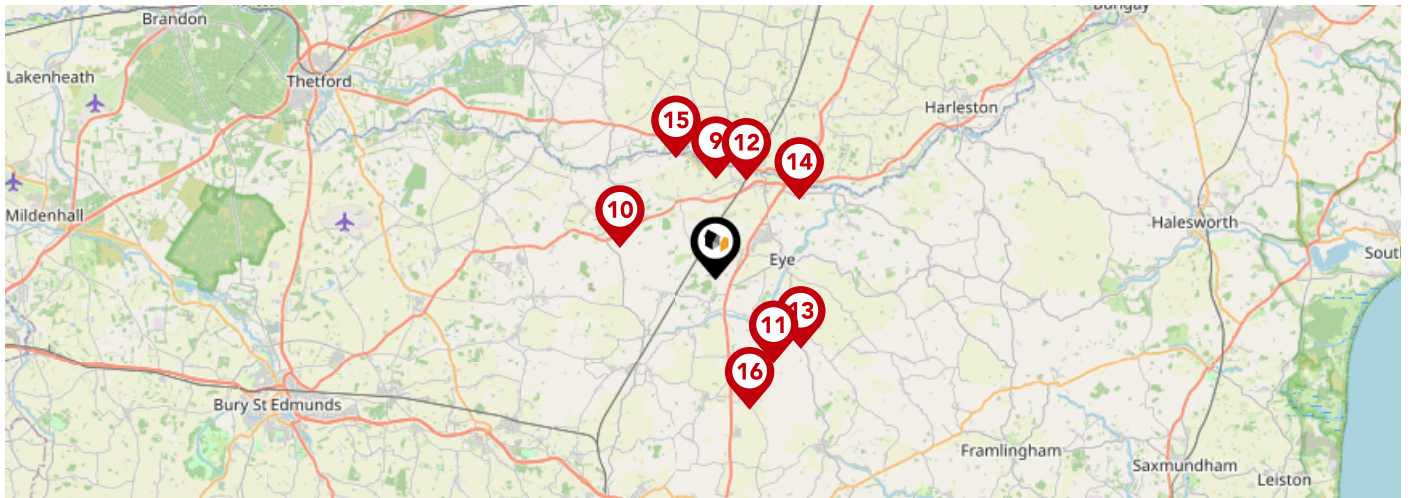 Bungay
Brandon
Lakenheath
Thetford
Harleston
15
9
12
14
10
Mildenhall
Halesworth
Eye
13
11
16
Bury St Edmunds
Framlingham
Saxmundham
Leiston